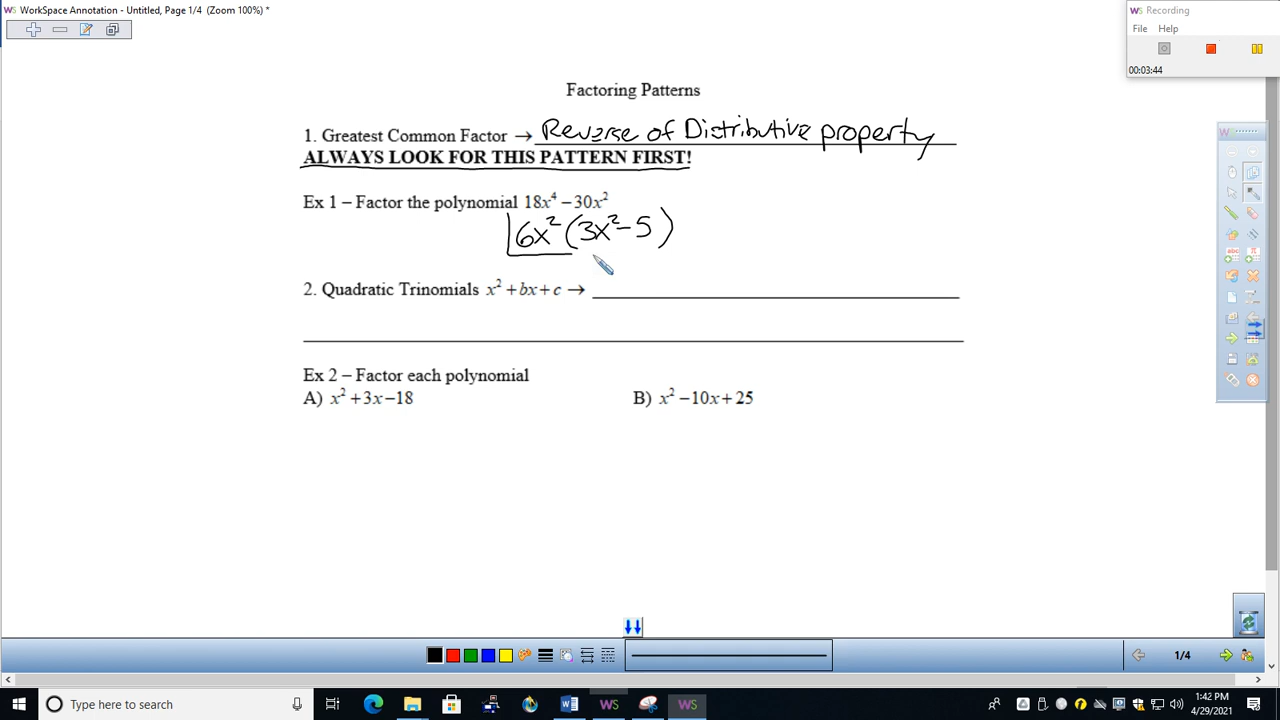 WorkSpace Annotation - Untitled, Page 1/4 (Zoom 100%) *
WS Recording
File Help
00:03:44
Factoring Patterns
1. Greatest Common Factor → Reverse of Distributive property
ALWAYS LOOK FOR THIS PATTERN FIRST!
Ex 1 – Factor the polynomial 18x⁴ – 30x²
6x² (3x² - 5)
2. Quadratic Trinomials x² + bx + c →
Ex 2 – Factor each polynomial
A) x² + 3x – 18 B) x² – 10x + 25
1/4
Type here to search
1:42 PM
4/29/2021